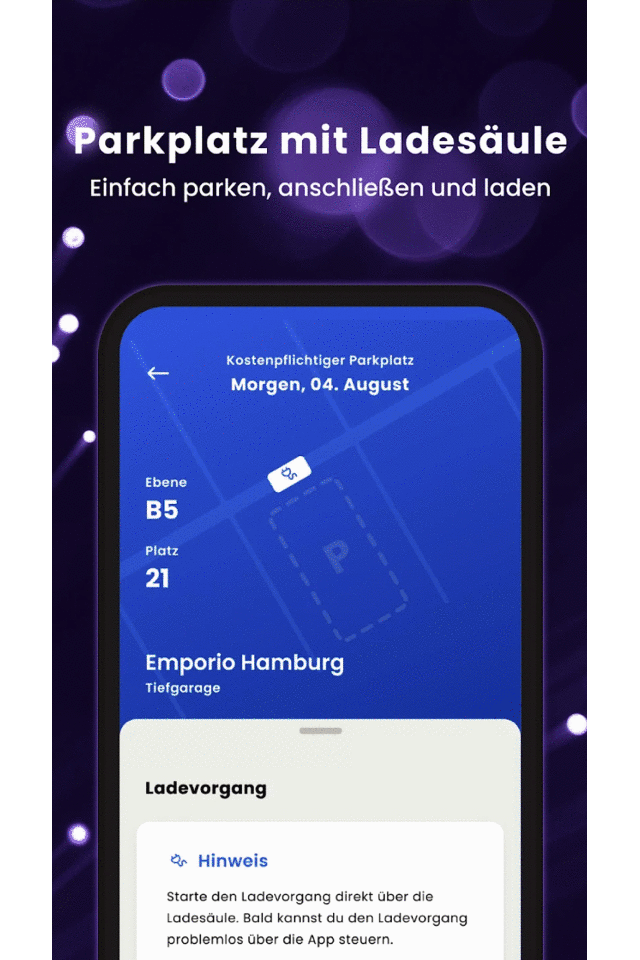 Parkplatz mit Ladesäule
Einfach parken, anschließen und laden
Kostenpflichtiger Parkplatz
Morgen, 04. August
Ebene
B5
Platz
21
P
Emporio Hamburg
Tiefgarage
Ladevorgang
Hinweis
Starte den Ladevorgang direkt über die
Ladesäule. Bald kannst du den Ladevorgang
problemlos über die App steuern.